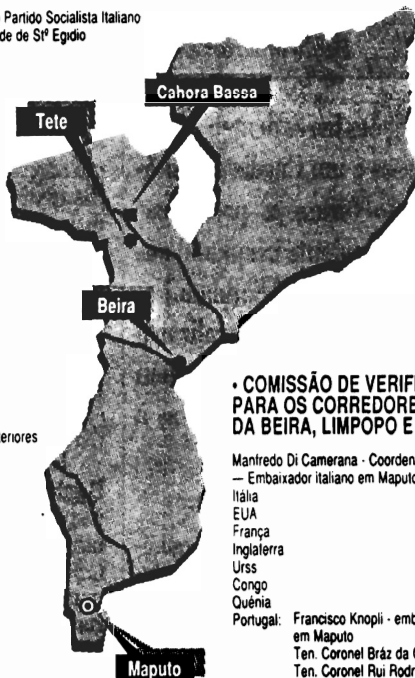 Partido Socialista Italiano
de de Stº Egídio
Cahora Bassa
Tete
Beira
eriores
• COMISSÃO DE VERIFI
PARA OS CORREDORE
DA BEIRA, LIMPOPO E
Manfredo Di Camerana - Coorden
— Embaixador italiano em Maputo
Itália
EUA
França
Inglaterra
Urss
Congo
Quénia
Portugal: Francisco Knopli - emb
em Maputo
Ten. Coronel Bráz da
Ten. Coronel Rui Rodr
Maputo